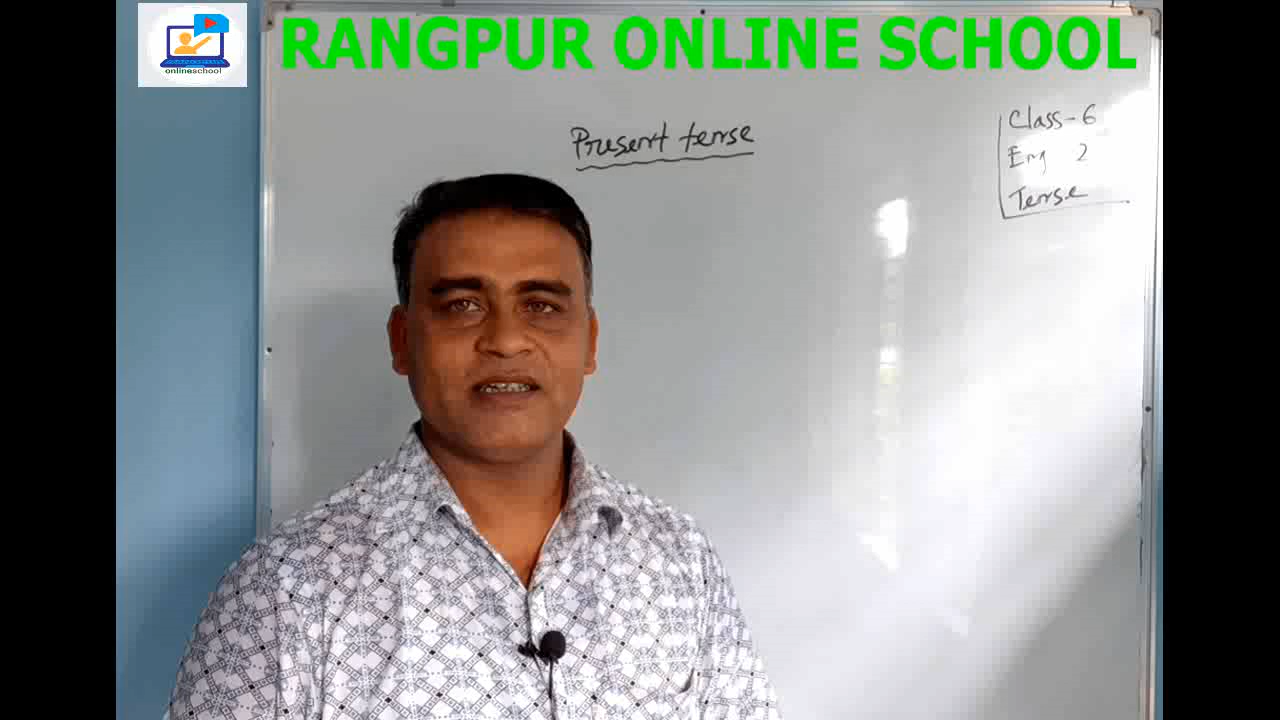 onlineschool
RANGPUR ONLINE SCHOOL
Present tense
Class-6
Eng 2
Tense